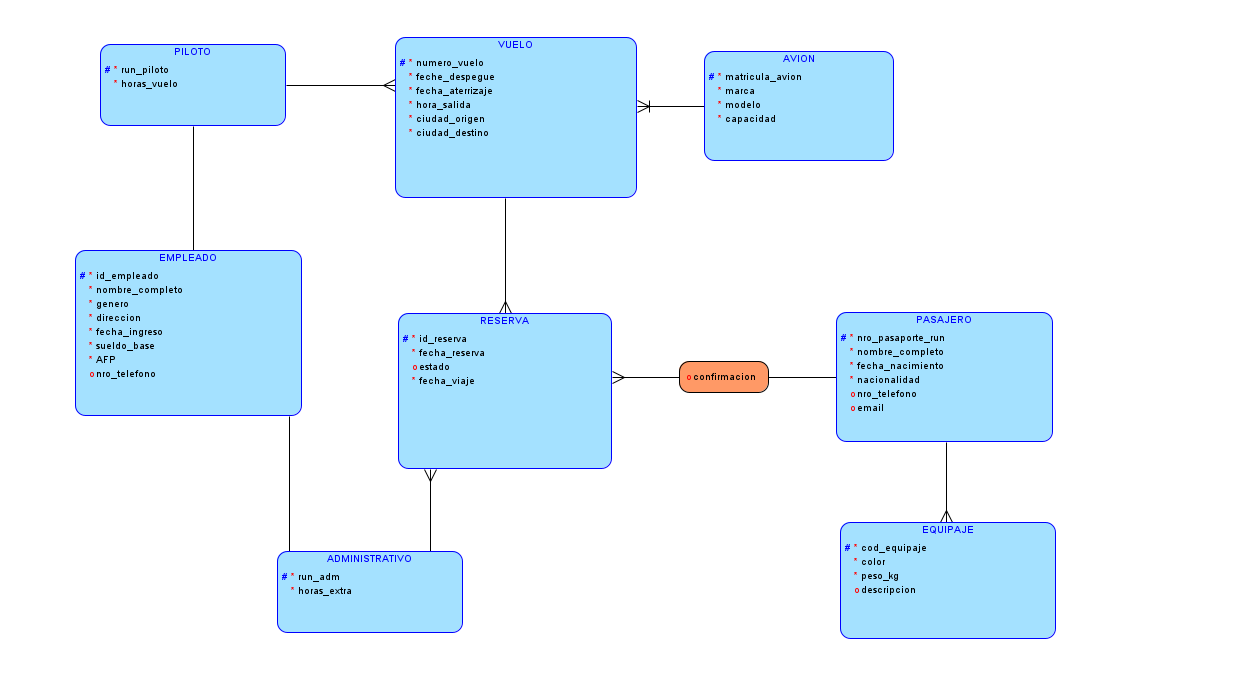 PILOTO
# * run_piloto
* horas_vuelo
VUELO
# * numero_vuelo
* feche_despegue
* fecha_aterrizaje
* hora_salida
* ciudad_origen
* ciudad_destino
AVION
# * matricula_avion
* marca
* modelo
* capacidad
EMPLEADO
# * id_empleado
* nombre_completo
* genero
* direccion
* fecha_ingreso
* sueldo_base
* AFP
o nro_telefono
RESERVA
# * id_reserva
* fecha_reserva
o estado
* fecha_viaje
o confirmacion
PASAJERO
# * nro_pasaporte_run
* nombre_completo
* fecha_nacimiento
* nacionalidad
o nro_telefono
o email
ADMINISTRATIVO
# * run_adm
* horas_extra
EQUIPAJE
# * cod_equipaje
* color
* peso_kg
o descripcion